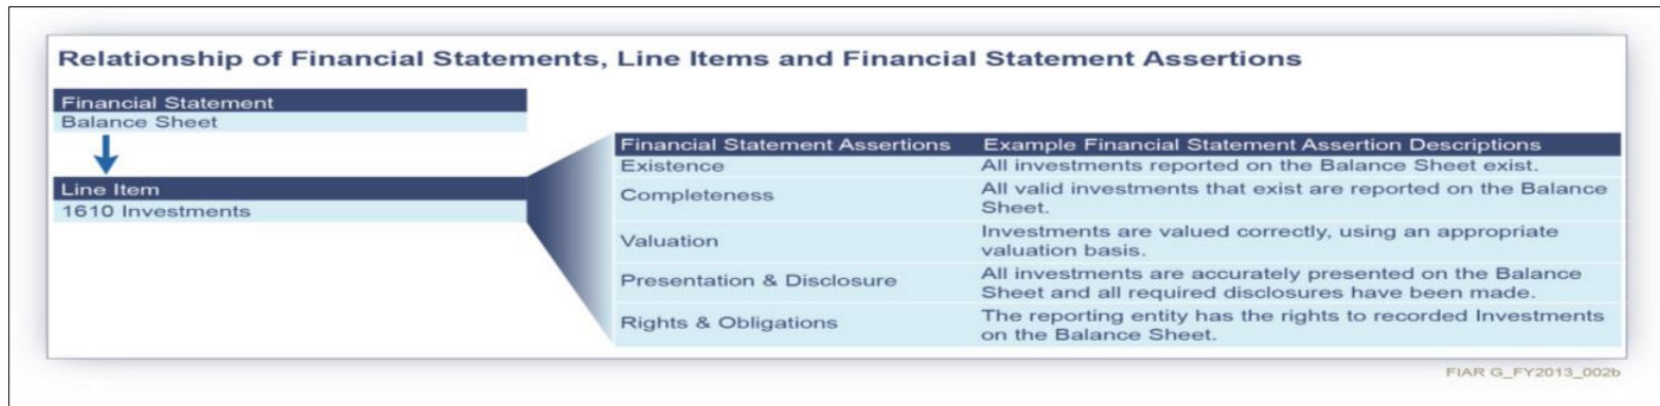 Relationship of Financial Statements, Line Items and Financial Statement Assertions
Financial Statement
Balance Sheet
Line Item
1610 Investments
Financial Statement Assertions Example Financial Statement Assertion Descriptions
Existence All investments reported on the Balance Sheet exist.
Completeness All valid investments that exist are reported on the Balance
Sheet.
Valuation Investments are valued correctly, using an appropriate
valuation basis.
Presentation & Disclosure All investments are accurately presented on the Balance
Sheet and all required disclosures have been made.
Rights & Obligations The reporting entity has the rights to recorded Investments
on the Balance Sheet.
FIAR G_FY2013_002b